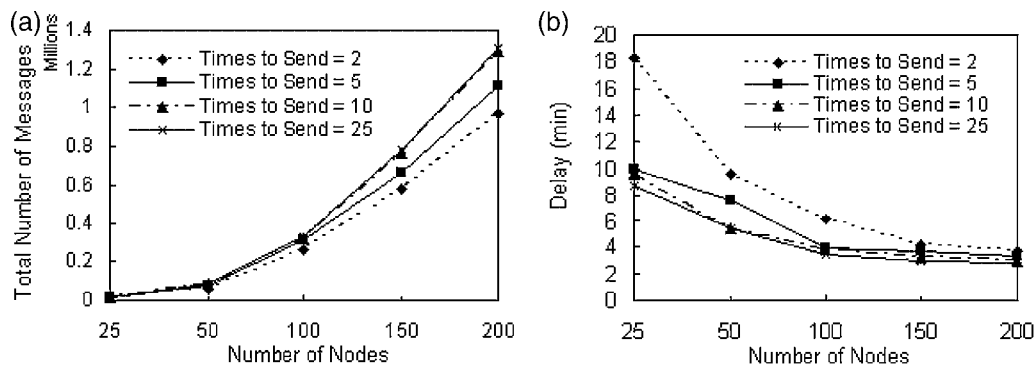 (a)
Total Number of Messages
Millions
1.4
1.2
1
0.8
0.6
0.4
0.2
0
Times to Send = 2
Times to Send = 5
Times to Send = 10
Times to Send = 25
25 50 100 150 200
Number of Nodes
(b)
Delay (min)
20
18
16
14
12
10
8
6
4
2
0
Times to Send = 2
Times to Send = 5
Times to Send = 10
Times to Send = 25
25 50 100 150 200
Number of Nodes